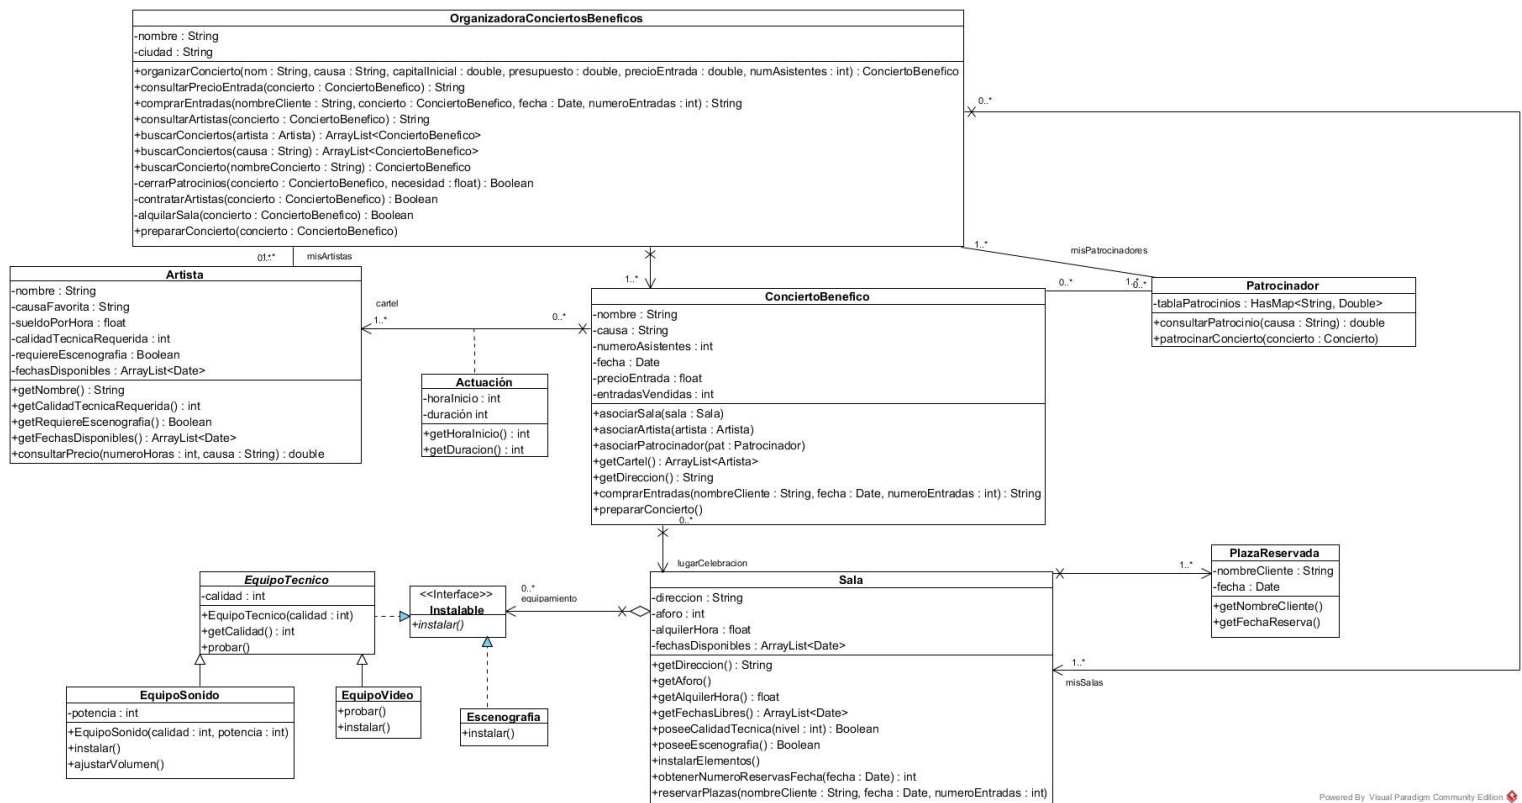 OrganizadoraConciertosBeneficos
-nombre : String
-ciudad : String
+organizarConcierto(nom : String, causa : String, capitalInicial : double, presupuesto : double, precioEntrada : double, numAsistentes : int) : ConciertoBenefico
+consultarPrecioEntrada(concierto : ConciertoBenefico) : String
+comprarEntradas(nombreCliente : String, concierto : ConciertoBenefico, fecha : Date, numeroEntradas : int) : String
+consultarArtistas(concierto : ConciertoBenefico) : String
+buscarConciertos(artista : Artista) : ArrayList<ConciertoBenefico>
+buscarConciertos(causa : String) : ArrayList<ConciertoBenefico>
+buscarConcierto(nombreConcierto : String) : ConciertoBenefico
-cerrarPatrocinios(concierto : ConciertoBenefico, necesidad : float) : Boolean
-contratarArtistas(concierto : ConciertoBenefico) : Boolean
-alquilarSala(concierto : ConciertoBenefico) : Boolean
+prepararConcierto(concierto : ConciertoBenefico)
0..*
1..*
misPatrocinadores
misArtistas
Artista
-nombre : String
-causaFavorita : String
-sueldoPorHora : float
-calidadTecnicaRequerida : int
-requiereEscenografia : Boolean
-fechasDisponibles : ArrayList<Date>
+getNombre() : String
+getCalidadTecnicaRequerida() : int
+getRequiereEscenografia() : Boolean
+getFechasDisponibles() : ArrayList<Date>
+consultarPrecio(numeroHoras : int, causa : String) : double
cartel
1..*
0..*
Actuación
-horaInicio : int
-duración int
+getHoraInicio() : int
+getDuracion() : int
1..*
ConciertoBenefico
-nombre : String
-causa : String
-numeroAsistentes : int
-fecha : Date
-precioEntrada : float
-entradasVendidas : int
+asociarSala(sala : Sala)
+asociarArtista(artista : Artista)
+asociarPatrocinador(pat : Patrocinador)
+getCartel() : ArrayList<Artista>
+getDireccion() : String
+comprarEntradas(nombreCliente : String, fecha : Date, numeroEntradas : int) : String
+prepararConcierto()
0..*
0..*
Patrocinador
-tablaPatrocinios : HasMap<String, Double>
+consultarPatrocinio(causa : String) : double
+patrocinarConcierto(concierto : Concierto)
lugarCelebracion
EquipoTecnico
-calidad : int
+EquipoTecnico(calidad : int)
+getCalidad() : int
+probar()
<<Interface>>
Instalable
+instalar()
0..*
equipamiento
Sala
-direccion : String
-aforo : int
-alquilerHora : float
-fechasDisponibles : ArrayList<Date>
+getDireccion() : String
+getAforo()
+getAlquilerHora() : float
+getFechasLibres() : ArrayList<Date>
+poseeCalidadTecnica(nivel : int) : Boolean
+poseeEscenografia() : Boolean
+instalarElementos()
+obtenerNumeroReservasFecha(fecha : Date) : int
+reservarPlazas(nombreCliente : String, fecha : Date, numeroEntradas : int)
1..*
PlazaReservada
-nombreCliente : String
-fecha : Date
+getNombreCliente()
+getFechaReserva()
1..*
misSalas
EquipoSonido
-potencia : int
+EquipoSonido(calidad : int, potencia : int)
+instalar()
+ajustarVolumen()
EquipoVideo
+probar()
+instalar()
Escenografia
+instalar()
Powered By Visual Paradigm Community Edition